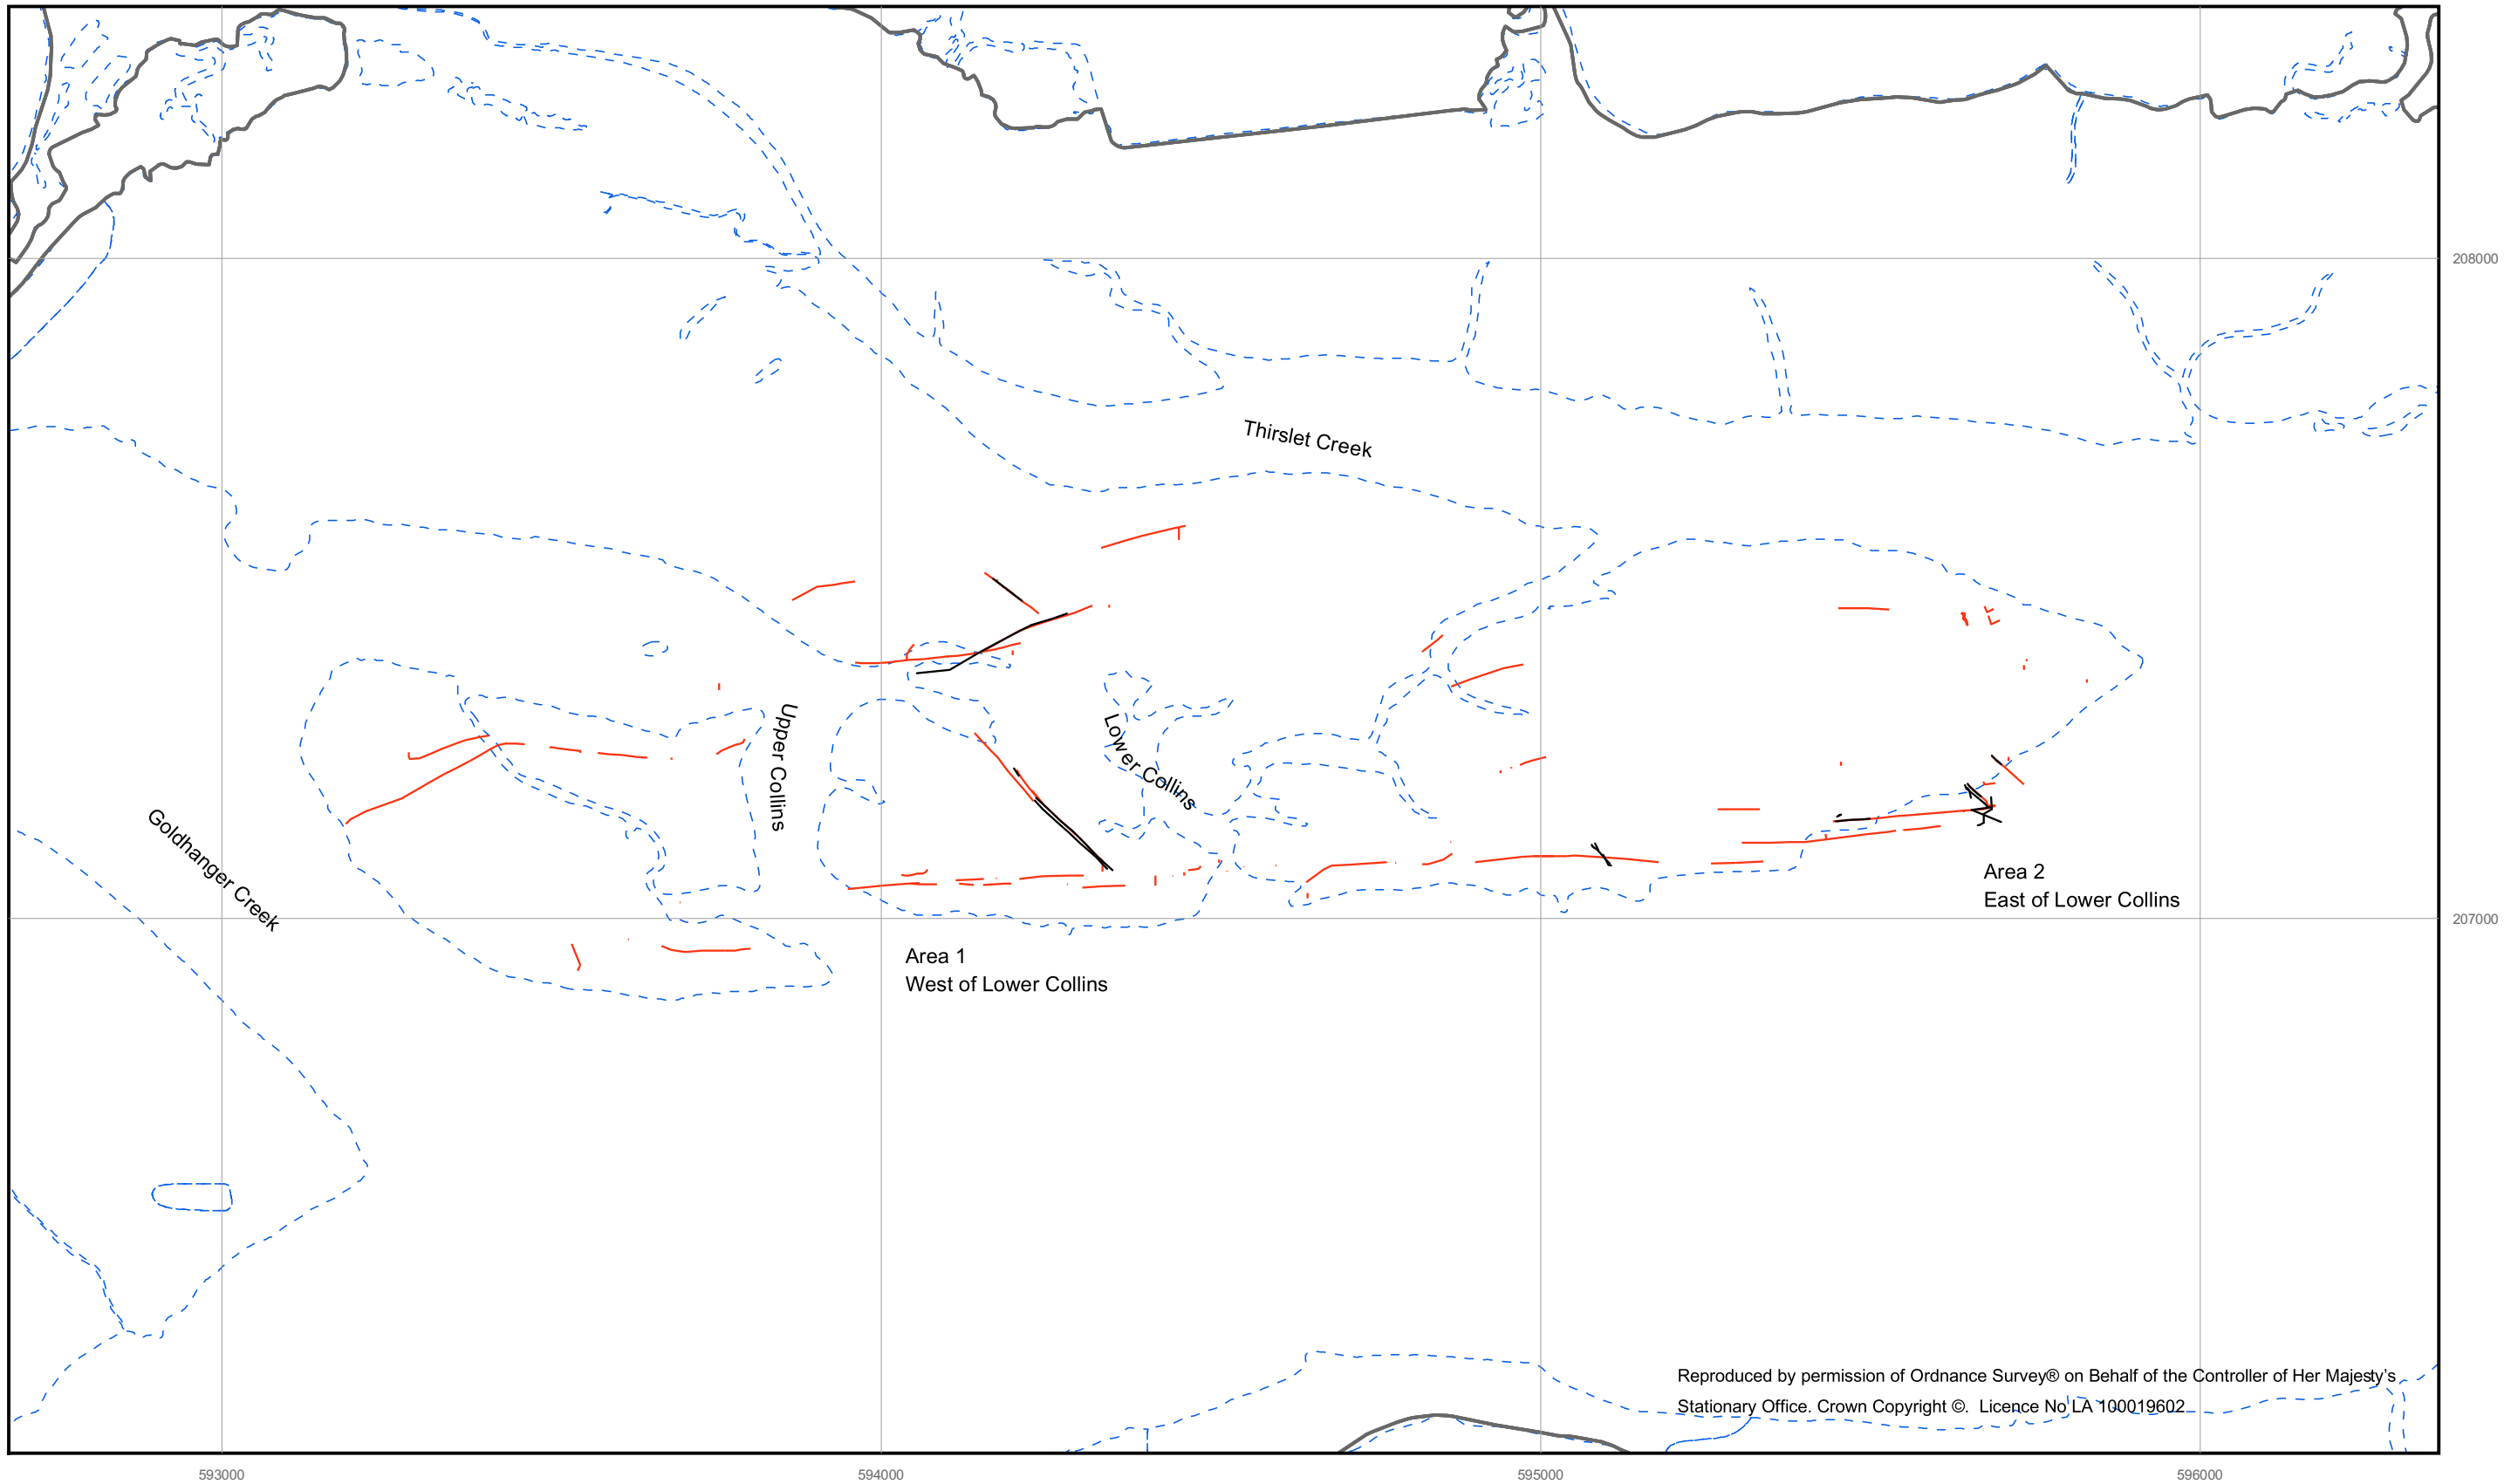 208000
Thirslet Creek
Upper Collins
Lower Collins
Goldhanger Creek
Area 2
East of Lower Collins
207000
Area 1
West of Lower Collins
Reproduced by permission of Ordnance Survey® on Behalf of the Controller of Her Majesty's
Stationary Office. Crown Copyright ©. Licence No LA 100019602
593000
594000
595000
596000